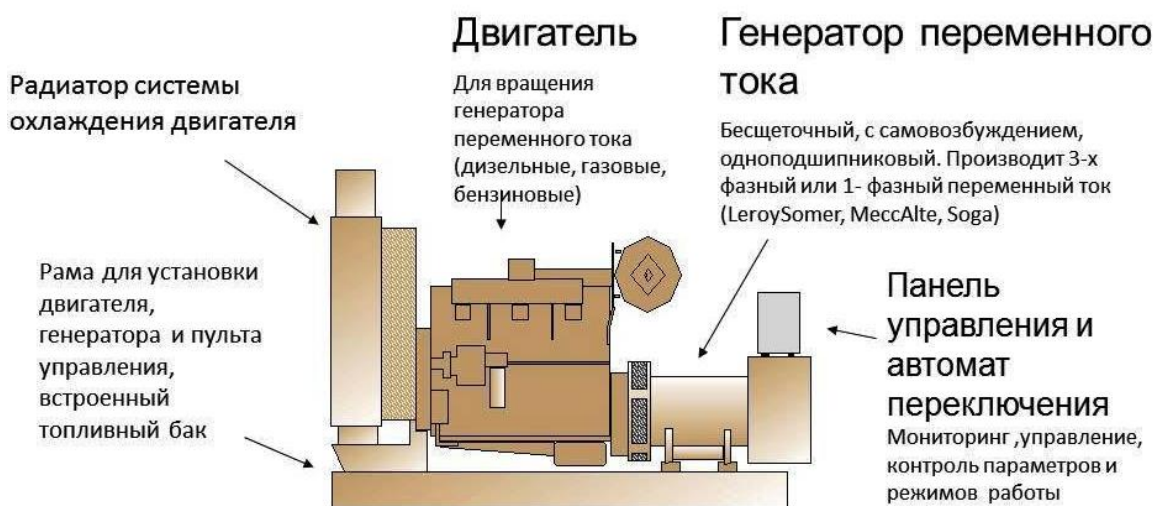 Радиатор системы
охлаждения двигателя
Двигатель
Для вращения
генератора
переменного тока
(дизельные, газовые,
бензиновые)
Генератор переменного
тока
Бесщеточный, с самовозбуждением,
одноподшипниковый. Производит 3-х
фазный или 1- фазный переменный ток
(LeroySomer, MeccAlte, Soga)
Рама для установки
двигателя,
генератора и пульта
управления,
встроенный
топливный бак
Панель
управления и
автомат
переключения
Мониторинг ,управление,
контроль параметров и
режимов работы